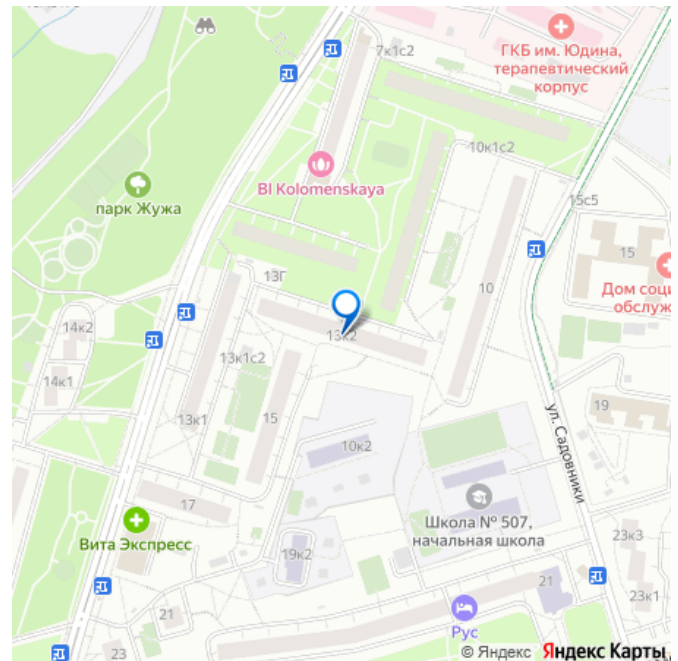 7к1с2
ГКБ им. Юдина,
терапевтический
корпус
10к1с2
BI Kolomenskaya
парк Жужа
15с5
15
Дом соци
обслуж
13Г
10
14к2
13к2
13к1с2
14к1
13к1
15
19
ул. Садовники
10к2
Школа № 507,
начальная школа
17
Вита Экспресс
19к2
23к3
21
23к1
21
Рус
23
© Яндекс Яндекс Карты